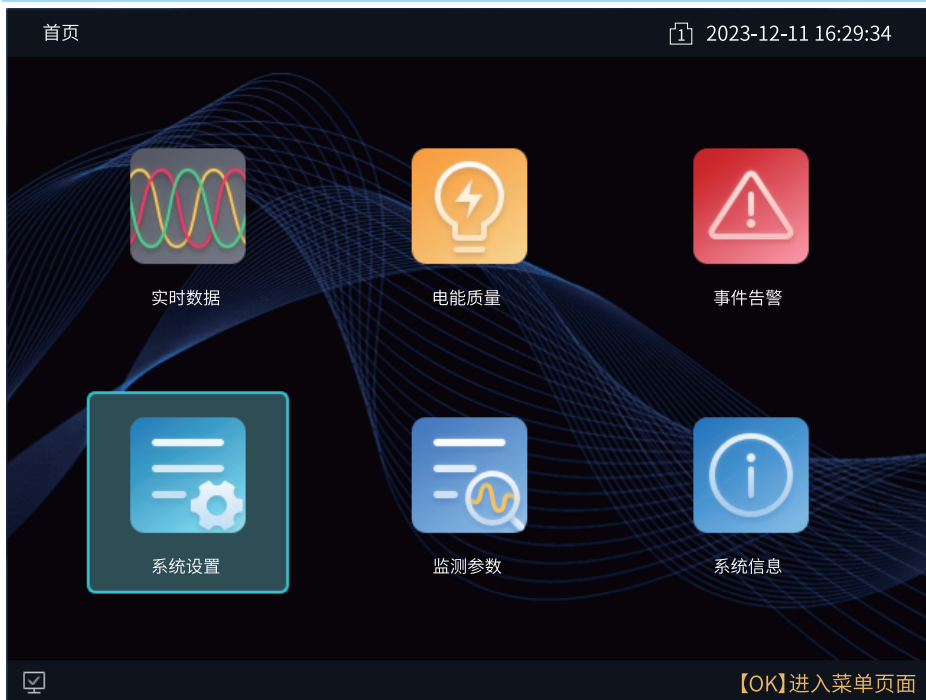 首页
1 2023-12-11 16:29:34
实时数据 电能质量 事件告警
系统设置 监测参数 系统信息
【OK】进入菜单页面